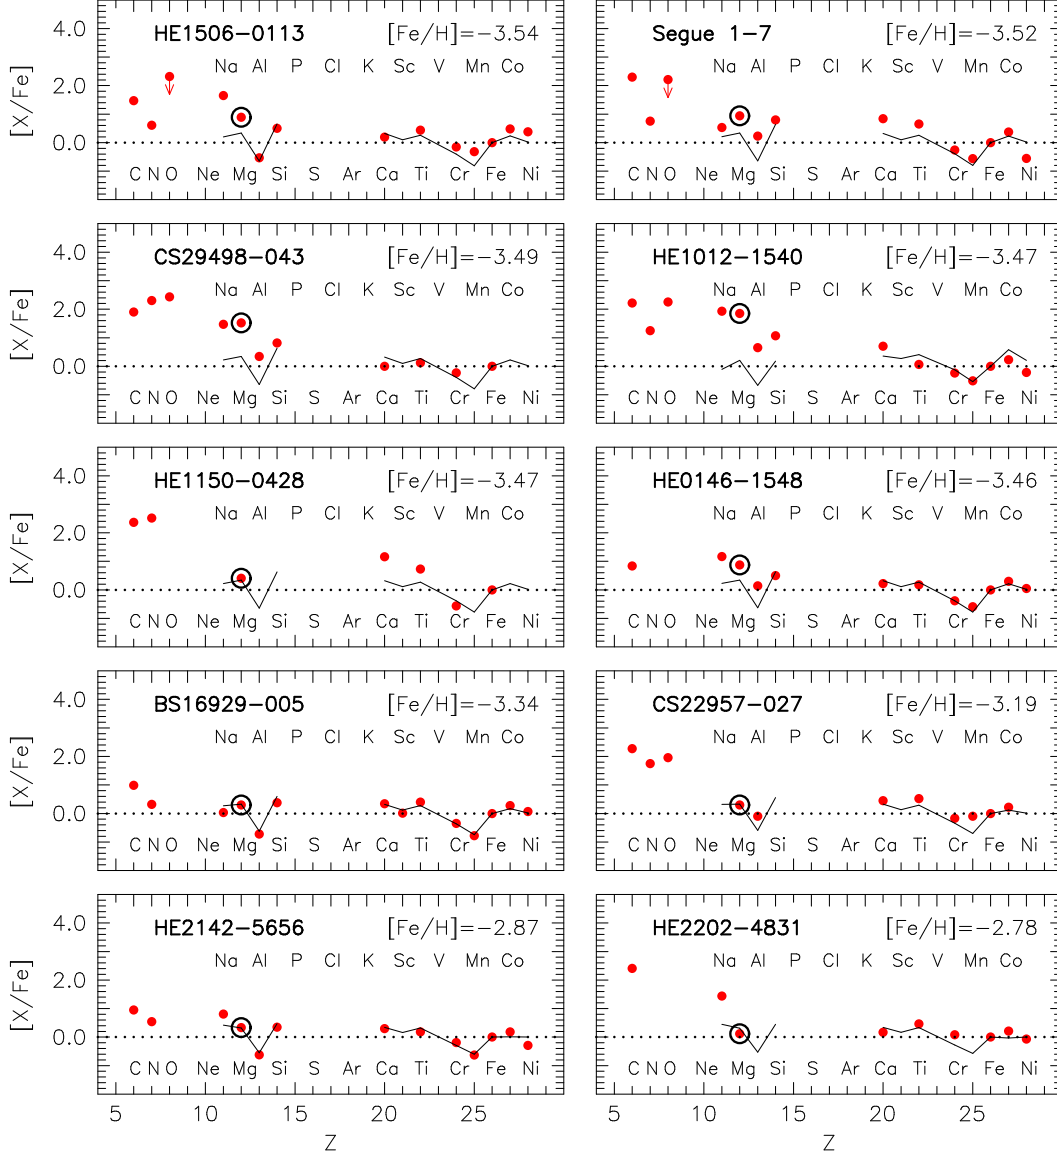 HE1506−0113 [Fe/H]=−3.54
Na Al P Cl K Sc V Mn Co
C N O Ne Mg Si S Ar Ca Ti Cr Fe Ni
4.0
2.0
0.0
[X/Fe]
Segue 1−7 [Fe/H]=−3.52
Na Al P Cl K Sc V Mn Co
C N O Ne Mg Si S Ar Ca Ti Cr Fe Ni
CS29498−043 [Fe/H]=−3.49
Na Al P Cl K Sc V Mn Co
C N O Ne Mg Si S Ar Ca Ti Cr Fe Ni
4.0
2.0
0.0
[X/Fe]
HE1012−1540 [Fe/H]=−3.47
Na Al P Cl K Sc V Mn Co
C N O Ne Mg Si S Ar Ca Ti Cr Fe Ni
HE1150−0428 [Fe/H]=−3.47
Na Al P Cl K Sc V Mn Co
C N O Ne Mg Si S Ar Ca Ti Cr Fe Ni
4.0
2.0
0.0
[X/Fe]
HE0146−1548 [Fe/H]=−3.46
Na Al P Cl K Sc V Mn Co
C N O Ne Mg Si S Ar Ca Ti Cr Fe Ni
BS16929−005 [Fe/H]=−3.34
Na Al P Cl K Sc V Mn Co
C N O Ne Mg Si S Ar Ca Ti Cr Fe Ni
4.0
2.0
0.0
[X/Fe]
CS22957−027 [Fe/H]=−3.19
Na Al P Cl K Sc V Mn Co
C N O Ne Mg Si S Ar Ca Ti Cr Fe Ni
HE2142−5656 [Fe/H]=−2.87
Na Al P Cl K Sc V Mn Co
C N O Ne Mg Si S Ar Ca Ti Cr Fe Ni
4.0
2.0
0.0
[X/Fe]
5 10 15 20 25
Z
HE2202−4831 [Fe/H]=−2.78
Na Al P Cl K Sc V Mn Co
C N O Ne Mg Si S Ar Ca Ti Cr Fe Ni
5 10 15 20 25
Z